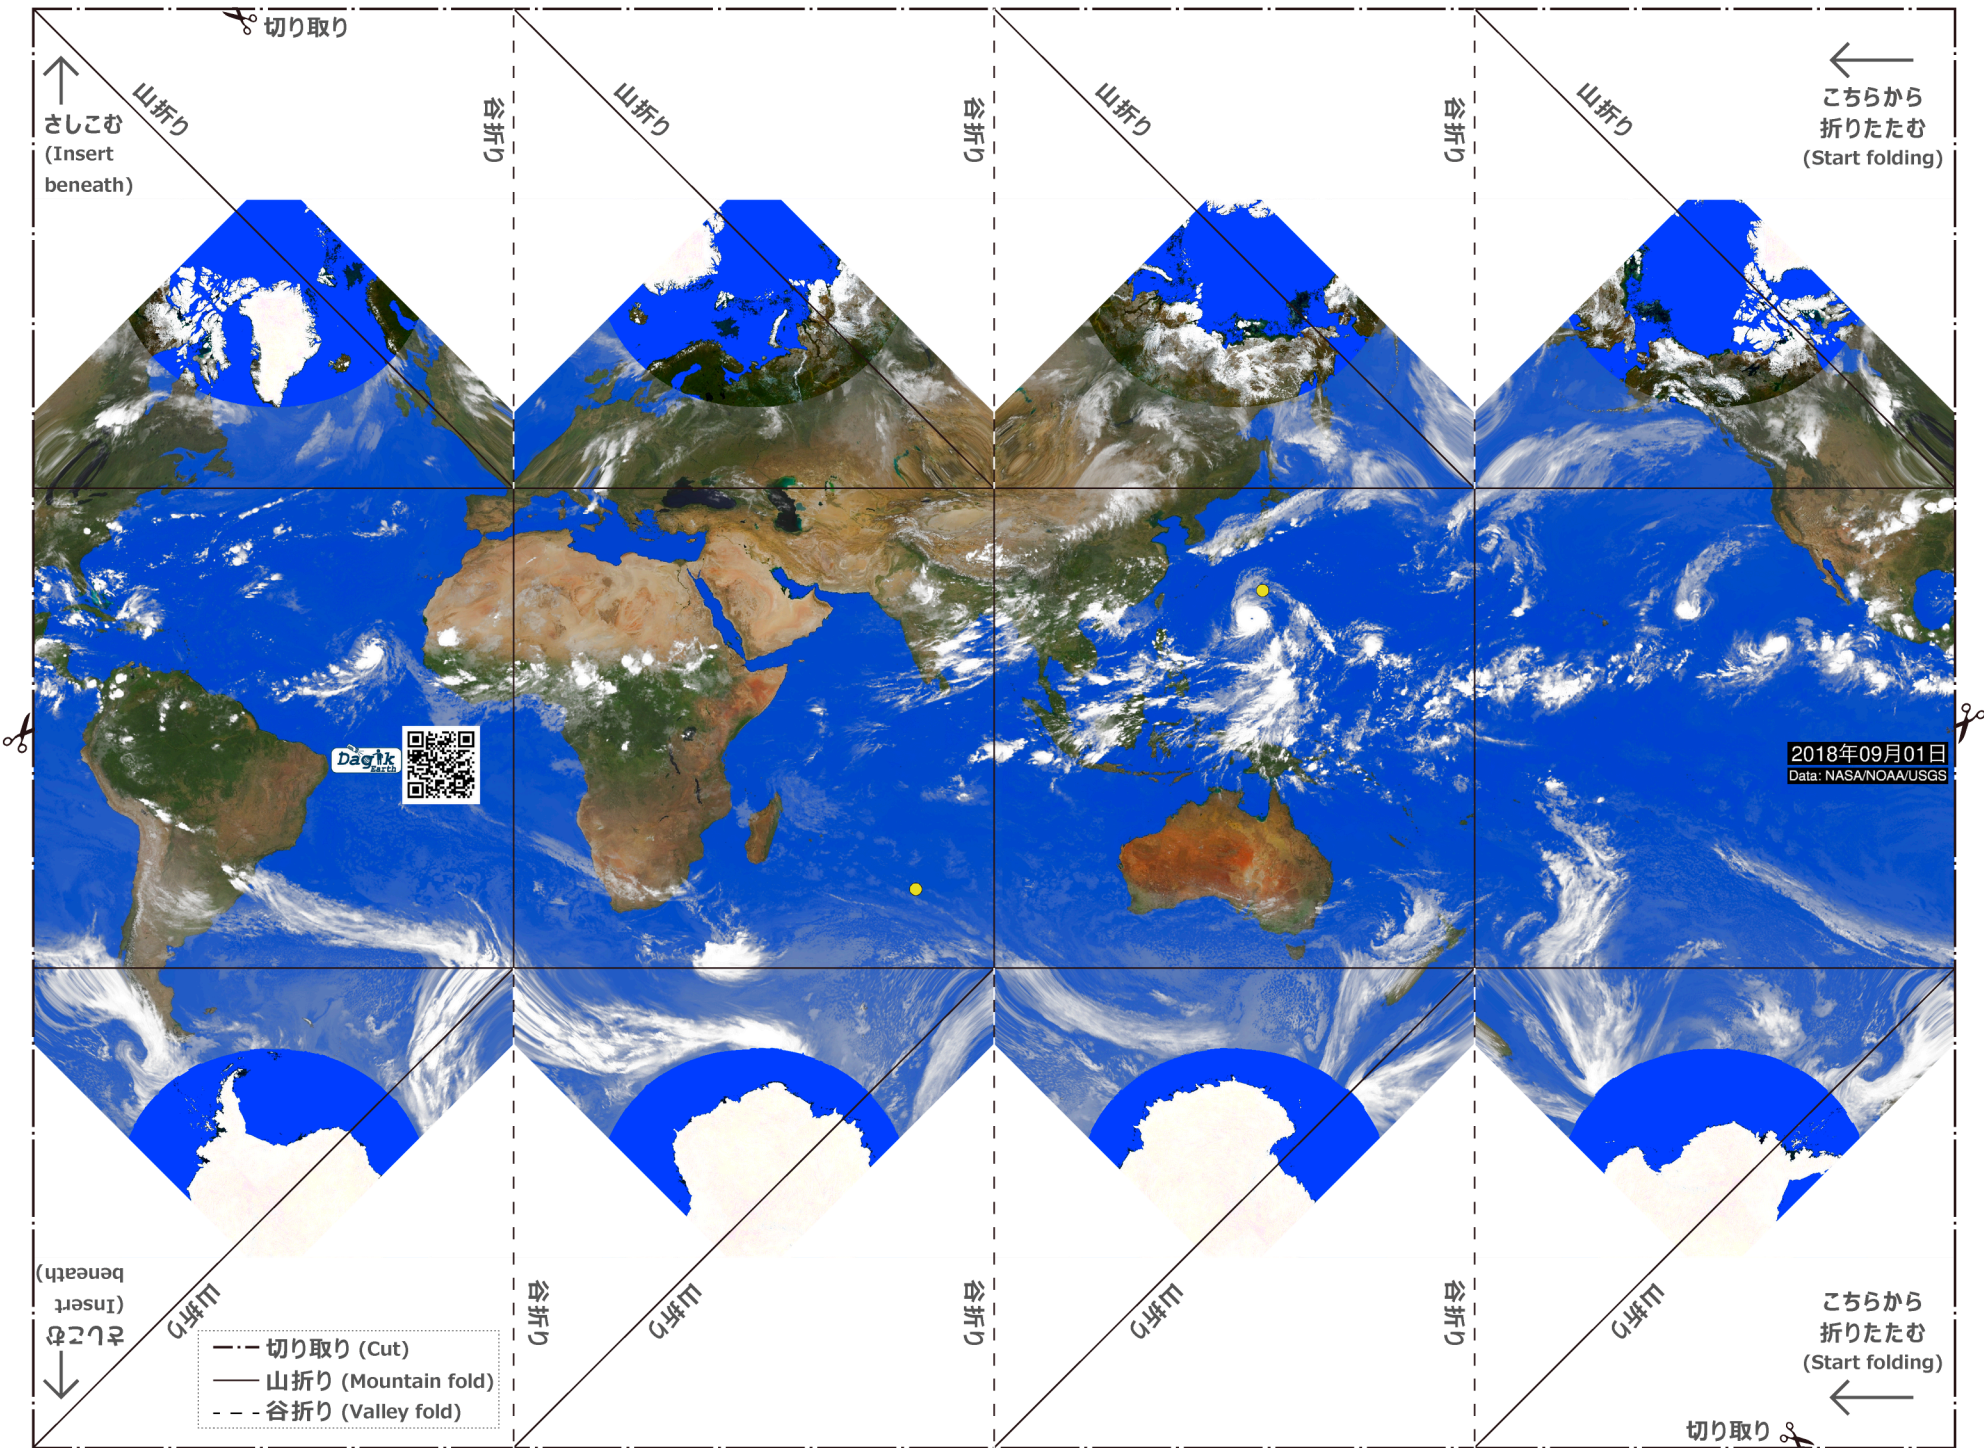 切り取り
さしこむ
(Insert
beneath)
山折り
谷折り
山折り
谷折り
山折り
谷折り
山折り
こちらから
折りたたむ
(Start folding)
Dagik
Earth
2018年09月01日
Data: NASA/NOAA/USGS
さしこむ
(Insert
beneath)
山折り
谷折り
山折り
谷折り
山折り
谷折り
山折り
こちらから
折りたたむ
(Start folding)
切り取り (Cut)
山折り (Mountain fold)
谷折り (Valley fold)
切り取り